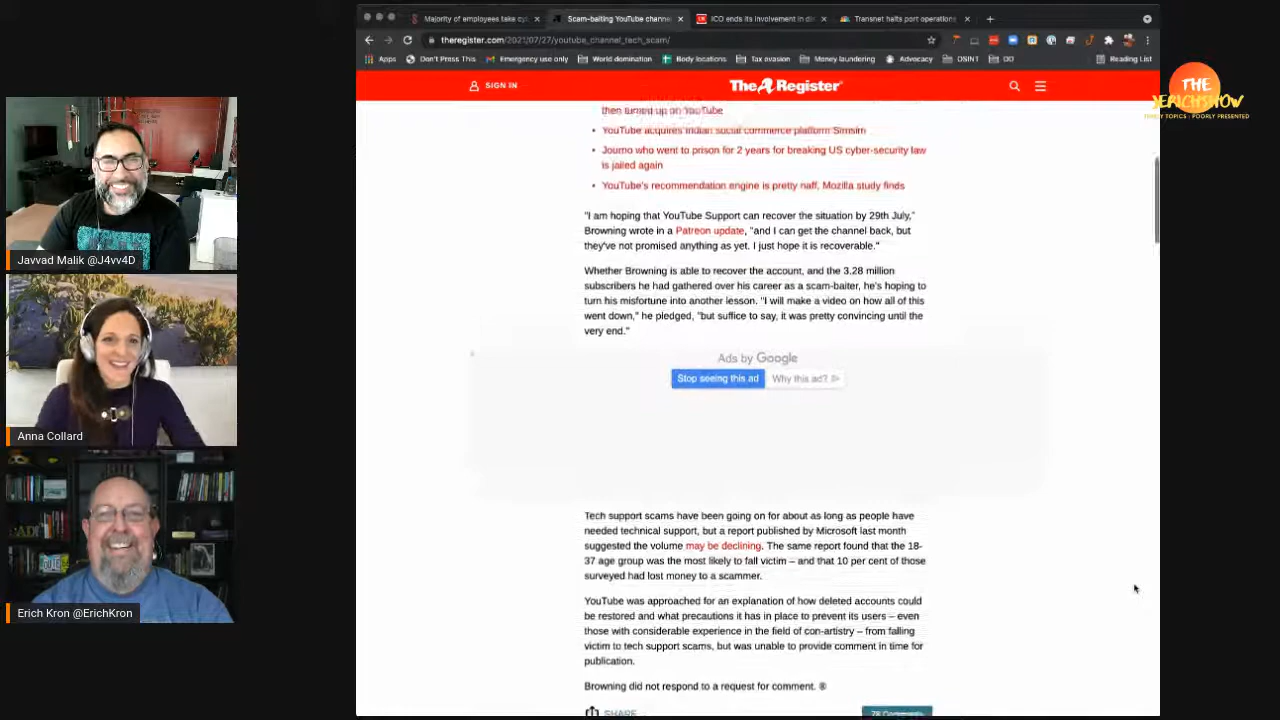 Majority of employees take cyb
Scam-baiting YouTube channel
ICO ends its involvement in di
Transnet halts port operations
theregister.com/2021/07/27/youtube_channel_tech_scam/
Apps
Don't Press This
Emergency use only
World domination
Body locations
Tax evasion
Money laundering
Advocacy
OSINT
Reading List
SIGN IN
The Register
THE
JERICHSHOW
then turned up on YouTube
YouTube acquires Indian social commerce platform Simsim
Journo who went to prison for 2 years for breaking US cyber-security law
is jailed again
YouTube's recommendation engine is pretty naff, Mozilla study finds
"I am hoping that YouTube Support can recover the situation by 29th July,"
Browning wrote in a Patreon update, "and I can get the channel back, but
they've not promised anything as yet. I just hope it is recoverable."
Whether Browning is able to recover the account, and the 3.28 million
subscribers he had gathered over his career as a scam-baiter, he's hoping to
turn his misfortune into another lesson. "I will make a video on how all of this
went down," he pledged, "but suffice to say, it was pretty convincing until the
very end."
Ads by Google
Stop seeing this ad
Why this ad?
Tech support scams have been going on for about as long as people have
needed technical support, but a report published by Microsoft last month
suggested the volume may be declining. The same report found that the 18-
37 age group was the most likely to fall victim – and that 10 per cent of those
surveyed had lost money to a scammer.
YouTube was approached for an explanation of how deleted accounts could
be restored and what precautions it has in place to prevent its users – even
those with considerable experience in the field of con-artistry – from falling
victim to tech support scams, but was unable to provide comment in time for
publication.
Browning did not respond to a request for comment. ®
SHARE
78 Comments
Javvad Malik @J4vv4D
Anna Collard
Erich Kron @ErichKron